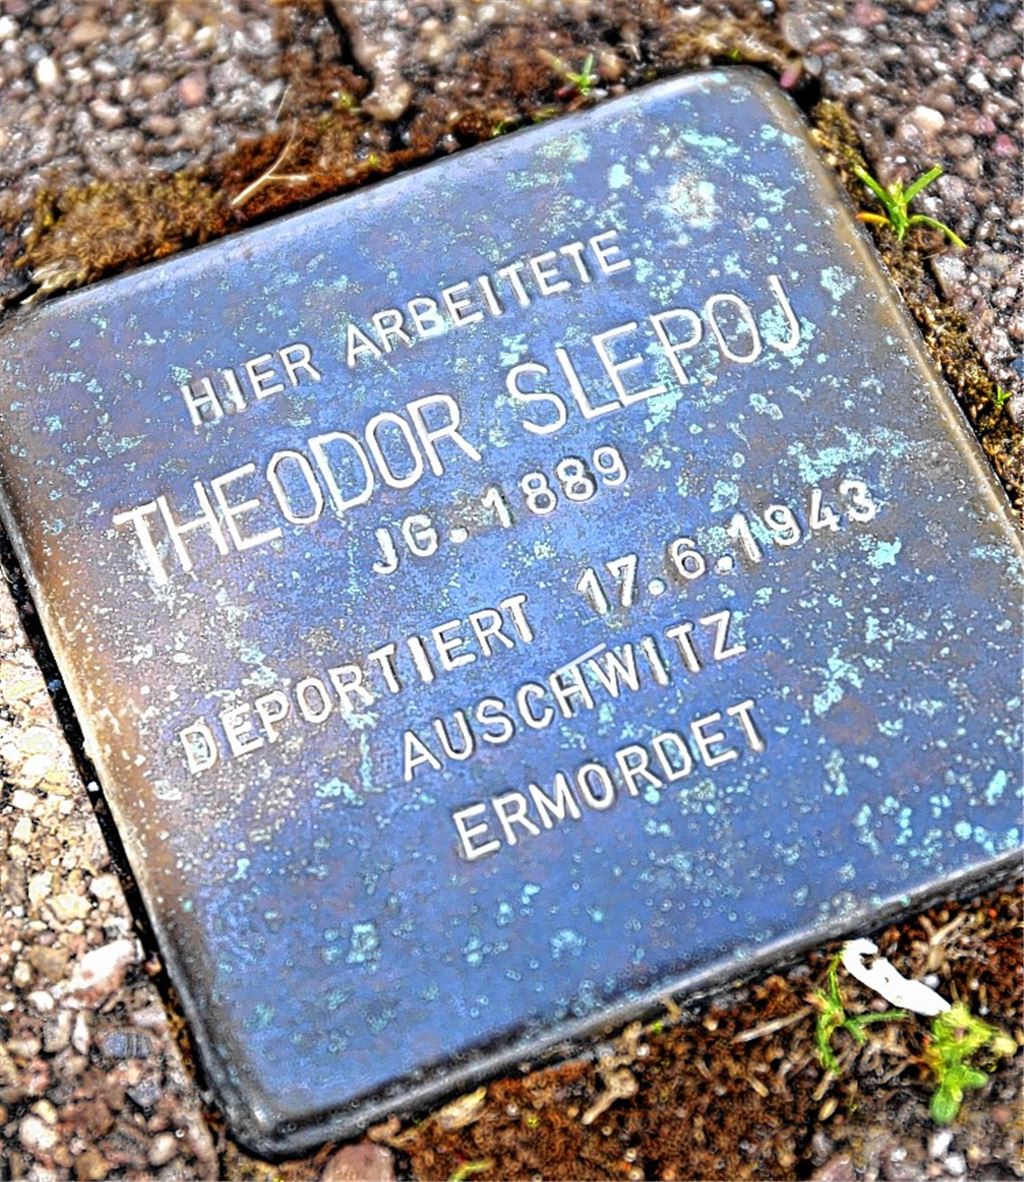 HIER ARBEITETE
THEODOR SLEPOJ
JG. 1889
DEPORTIERT 17.6.1943
AUSCHWITZ
ERMORDET